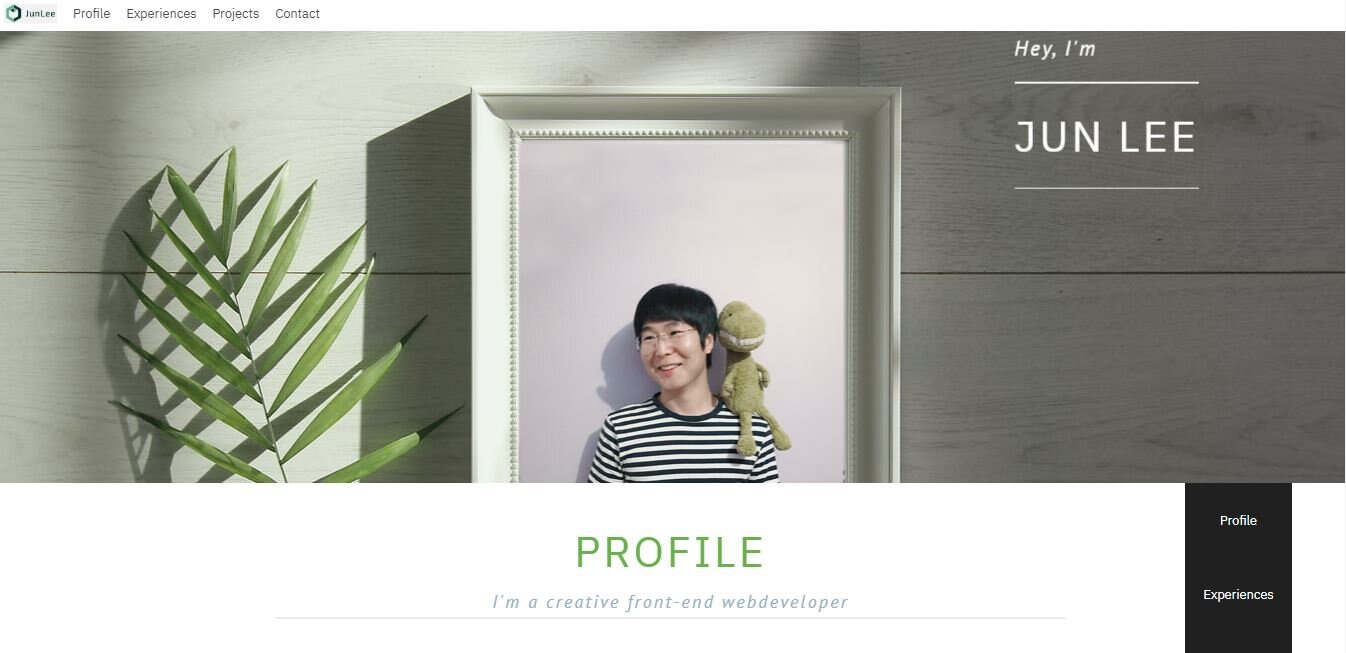 JunLee Profile Experiences Projects Contact
Hey, I'm
JUN LEE
PROFILE
I'm a creative front-end webdeveloper
Profile
Experiences